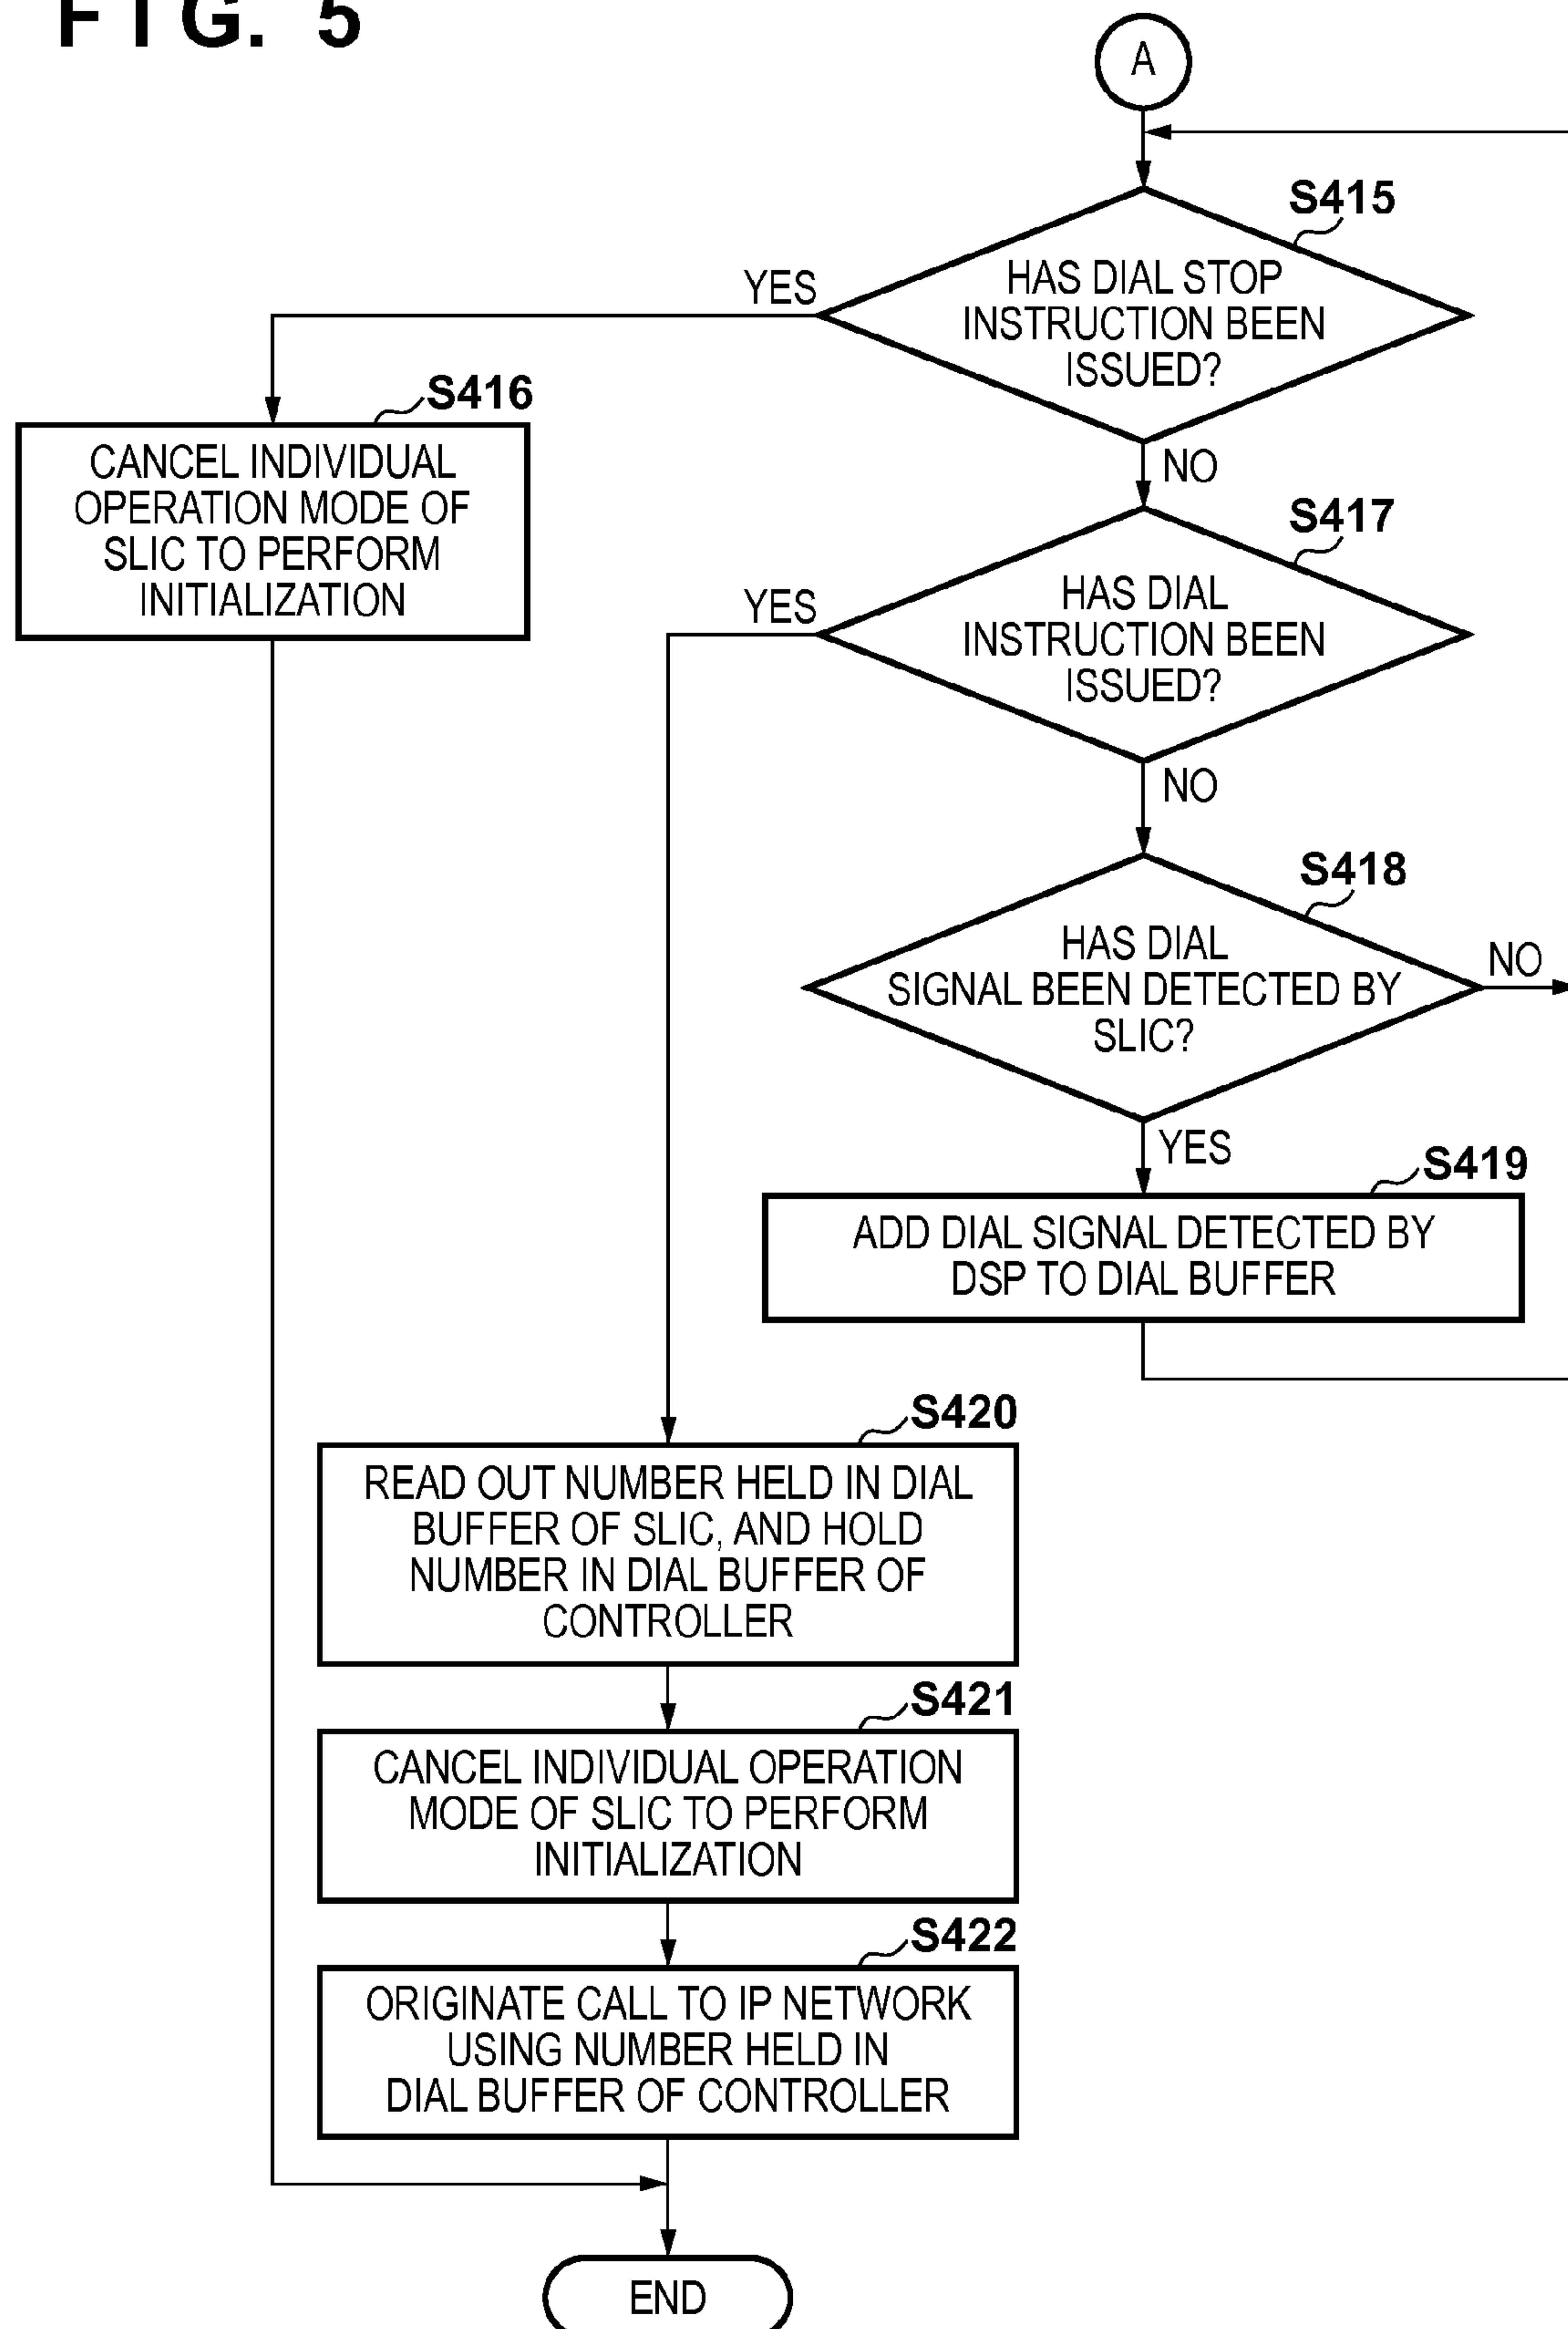 FIG. 5
A
S415
HAS DIAL STOP
INSTRUCTION BEEN
ISSUED?
YES
NO
S416
CANCEL INDIVIDUAL
OPERATION MODE OF
SLIC TO PERFORM
INITIALIZATION
S417
HAS DIAL
INSTRUCTION BEEN
ISSUED?
YES
NO
S418
HAS DIAL
SIGNAL BEEN DETECTED BY
SLIC?
NO
YES
S419
ADD DIAL SIGNAL DETECTED BY
DSP TO DIAL BUFFER
S420
READ OUT NUMBER HELD IN DIAL
BUFFER OF SLIC, AND HOLD
NUMBER IN DIAL BUFFER OF
CONTROLLER
S421
CANCEL INDIVIDUAL OPERATION
MODE OF SLIC TO PERFORM
INITIALIZATION
S422
ORIGINATE CALL TO IP NETWORK
USING NUMBER HELD IN
DIAL BUFFER OF CONTROLLER
END